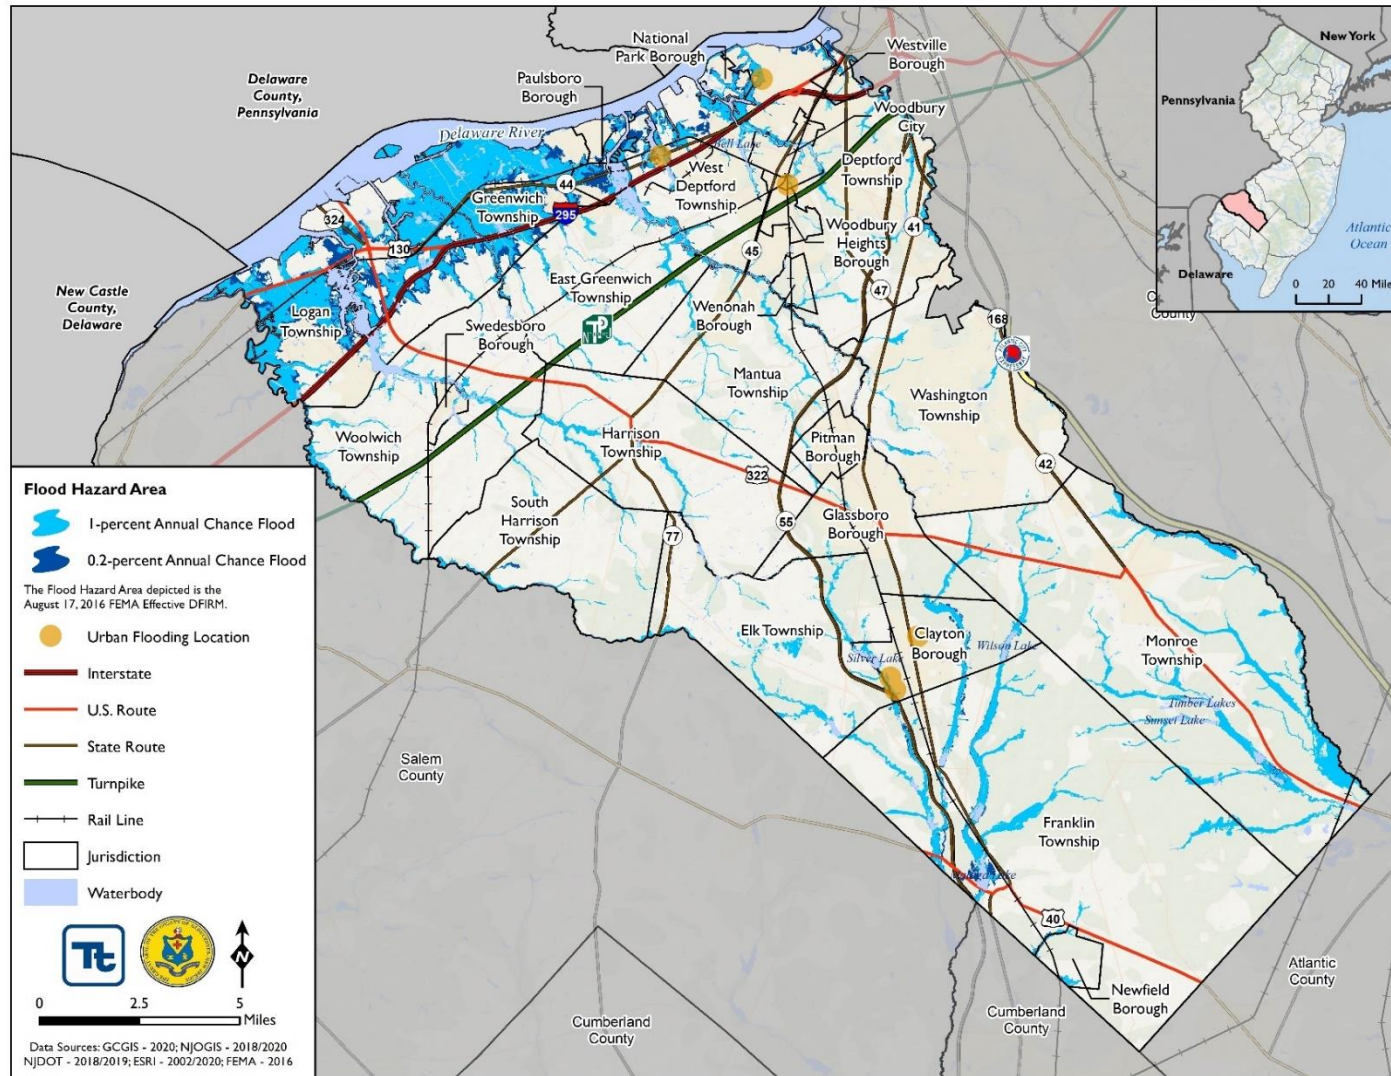 New York
Pennsylvania
Atlantic
Ocean
Delaware
0 20 40 Mile
County
National
Park Borough
Westville
Borough
Delaware
County,
Pennsylvania
Paulsboro
Borough
Woodbury
City
Delaware River
Bell Lake
Deptford
Township
West
Deptford
Township
44
Greenwich
Township
295
324
130
Woodbury
Heights
Borough
41
45
East Greenwich
Township
New Castle
County,
Delaware
47
Wenonah
Borough
Logan
Township
Swedesboro
Borough
168
Mantua
Township
Washington
Township
Woolwich
Township
Harrison
Township
Pitman
Borough
42
322
South
Harrison
Township
55
Glassboro
Borough
77
Elk Township
Clayton
Borough
Wilson Lake
Silver Lake
Monroe
Township
Timber Lakes
Sunset Lake
Salem
County
Franklin
Township
40
Newfield
Borough
Atlantic
County
Cumberland
County
Cumberland
County
Flood Hazard Area
1-percent Annual Chance Flood
0.2-percent Annual Chance Flood
The Flood Hazard Area depicted is the
August 17, 2016 FEMA Effective DFIRM.
Urban Flooding Location
Interstate
U.S. Route
State Route
Turnpike
Rail Line
Jurisdiction
Waterbody
Tt
N
0 2.5 5
Miles
Data Sources: GCGIS - 2020; NJOGIS - 2018/2020
NJDOT - 2018/2019; ESRI - 2002/2020; FEMA - 2016